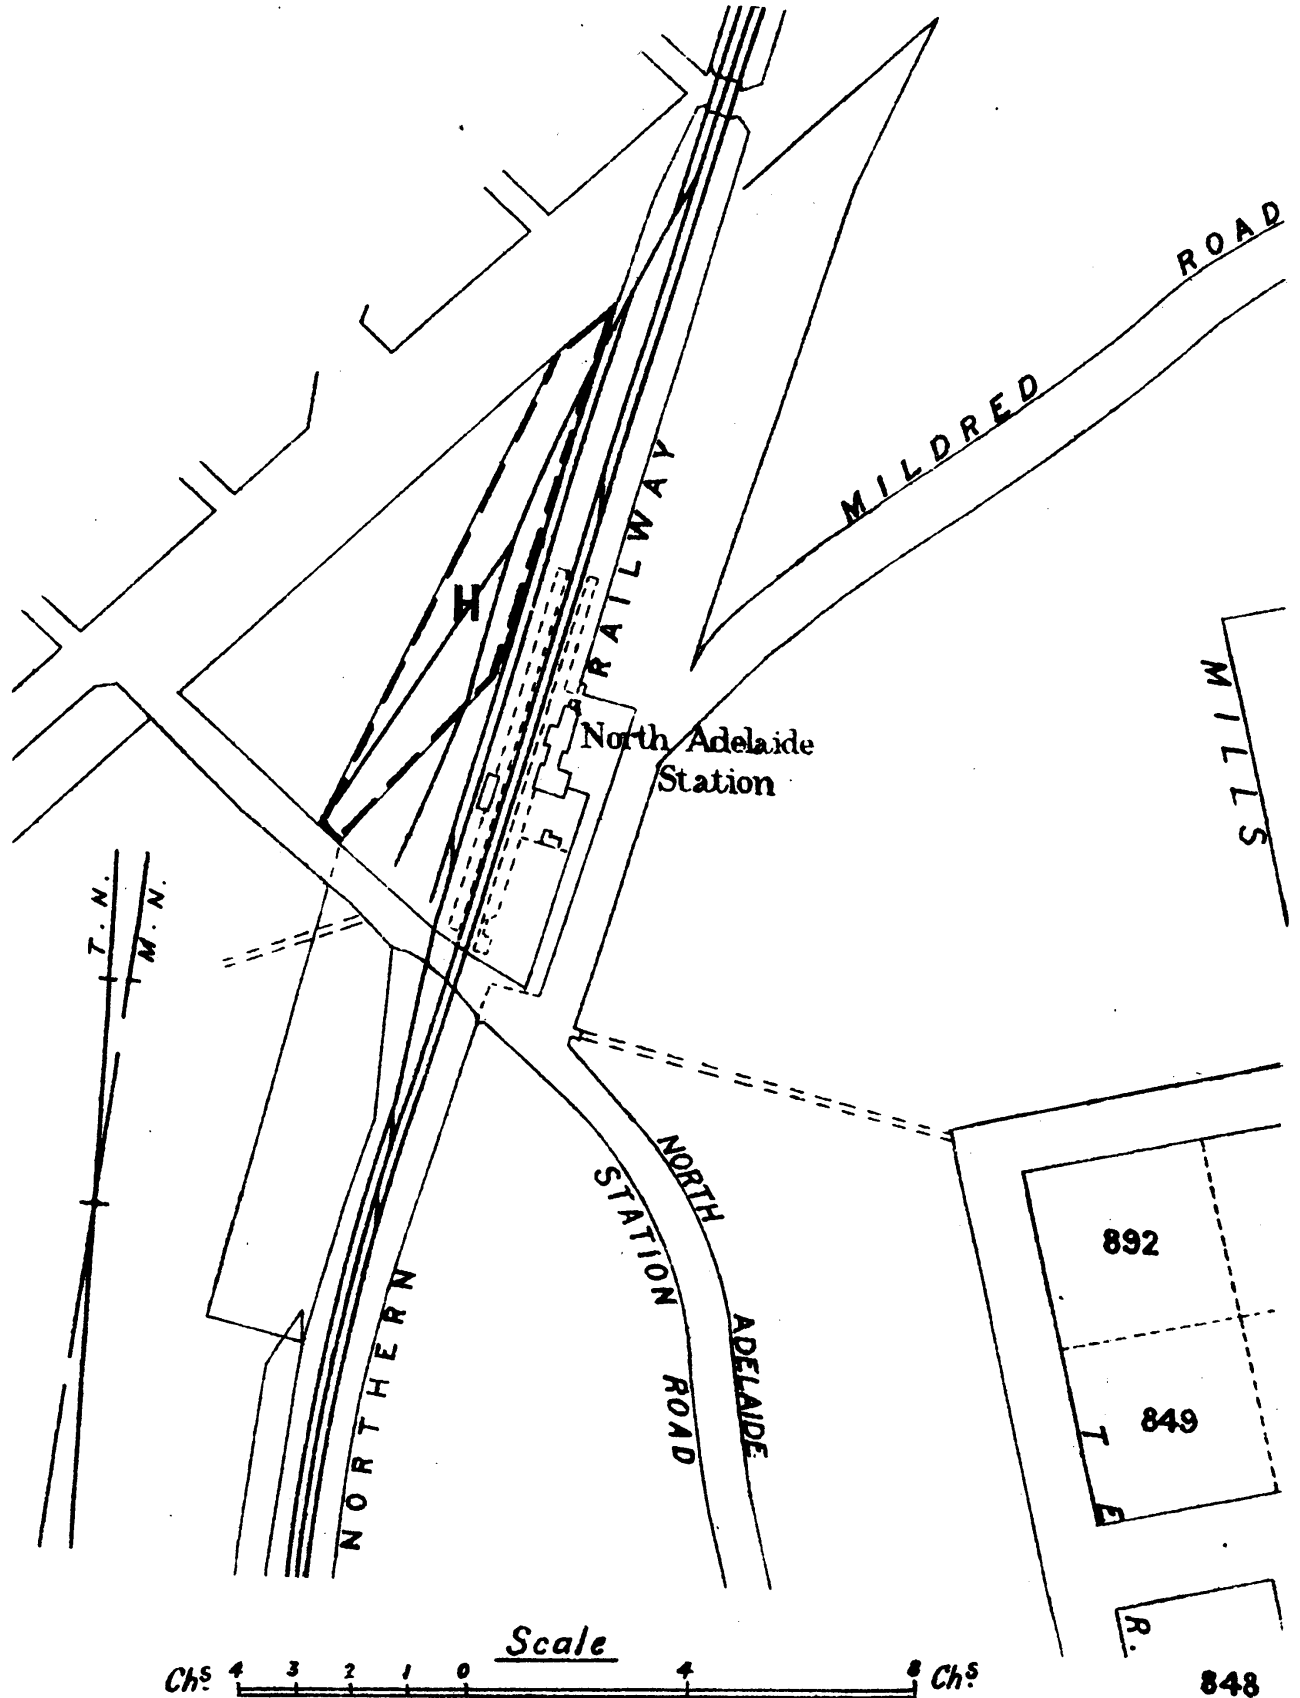 MILDRED ROAD
RAILWAY
H
North Adelaide
Station
MILLS
T. N.
M. N.
NORTH ADELAIDE
STATION ROAD
NORTHERN
892
849
TE
R.
848
Scale
Chs. 4 3 2 1 0 4 8 Chs.